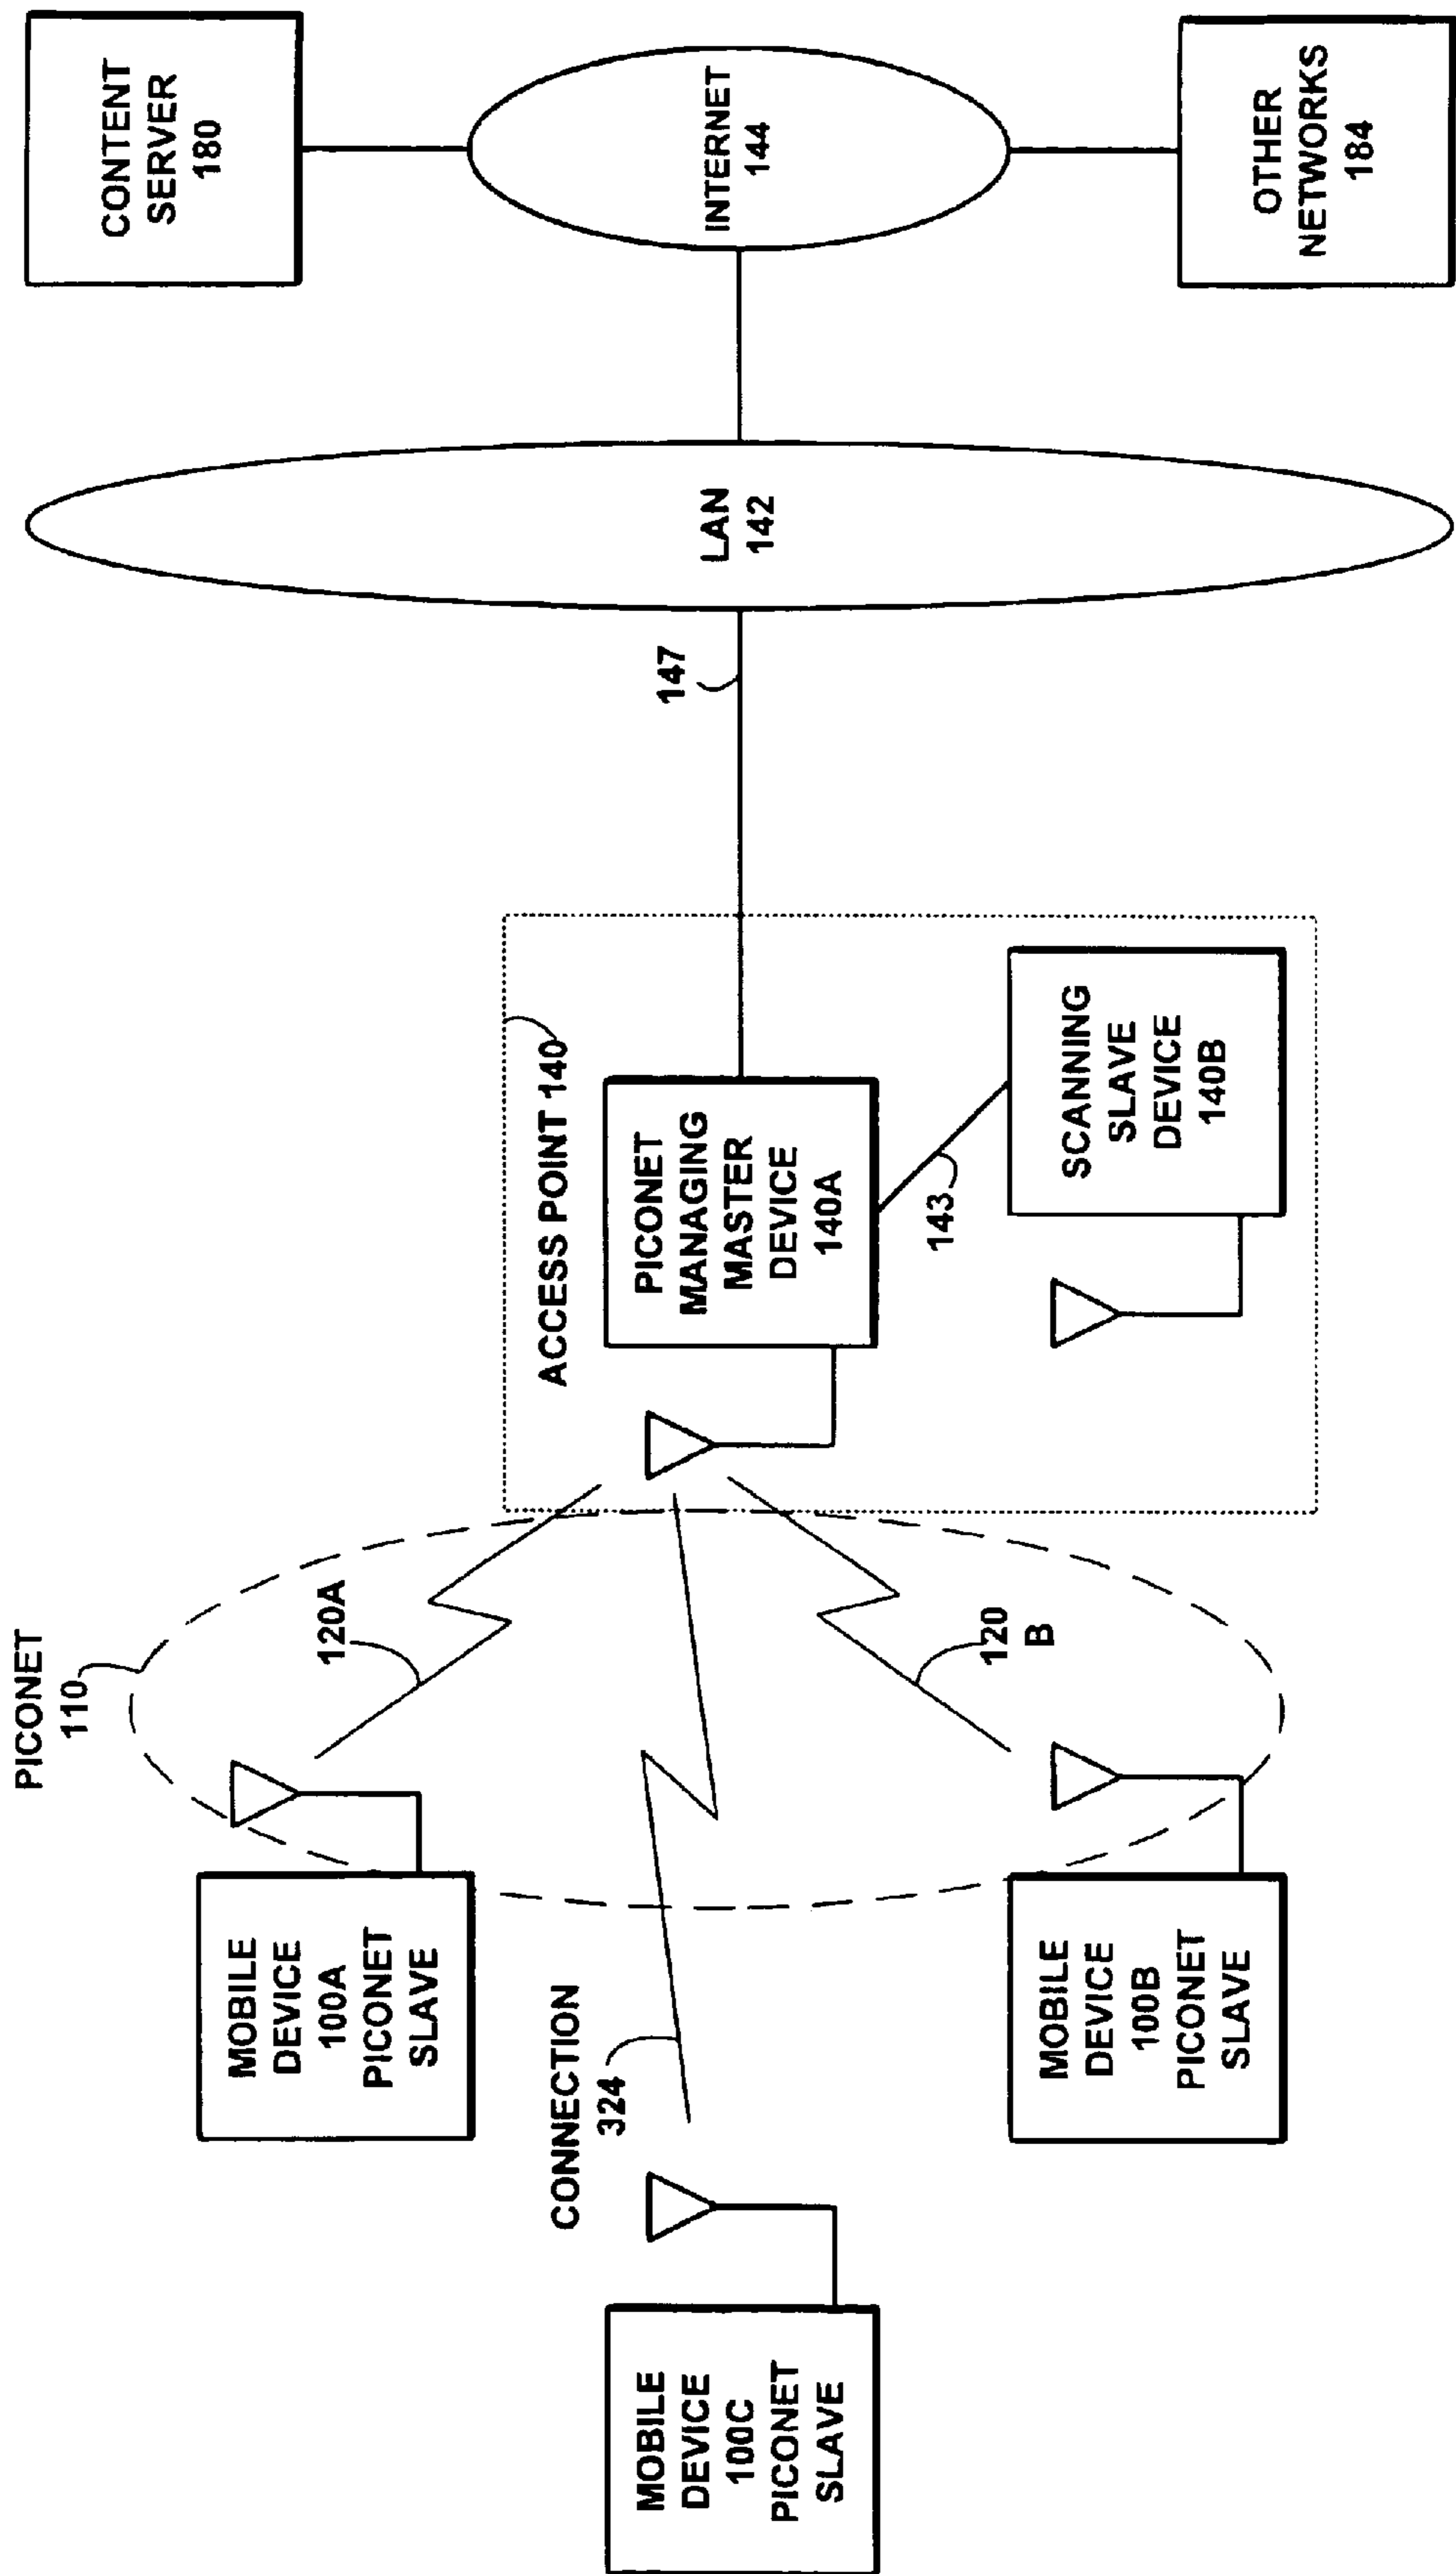 PICONET
110
MOBILE
DEVICE
100A
PICONET
SLAVE
120A
CONNECTION
324
MOBILE
DEVICE
100C
PICONET
SLAVE
MOBILE
DEVICE
100B
PICONET
SLAVE
120
B
ACCESS POINT 140
PICONET
MANAGING
MASTER
DEVICE
140A
143
SCANNING
SLAVE
DEVICE
140B
147
LAN
142
CONTENT
SERVER
180
INTERNET
144
OTHER
NETWORKS
184